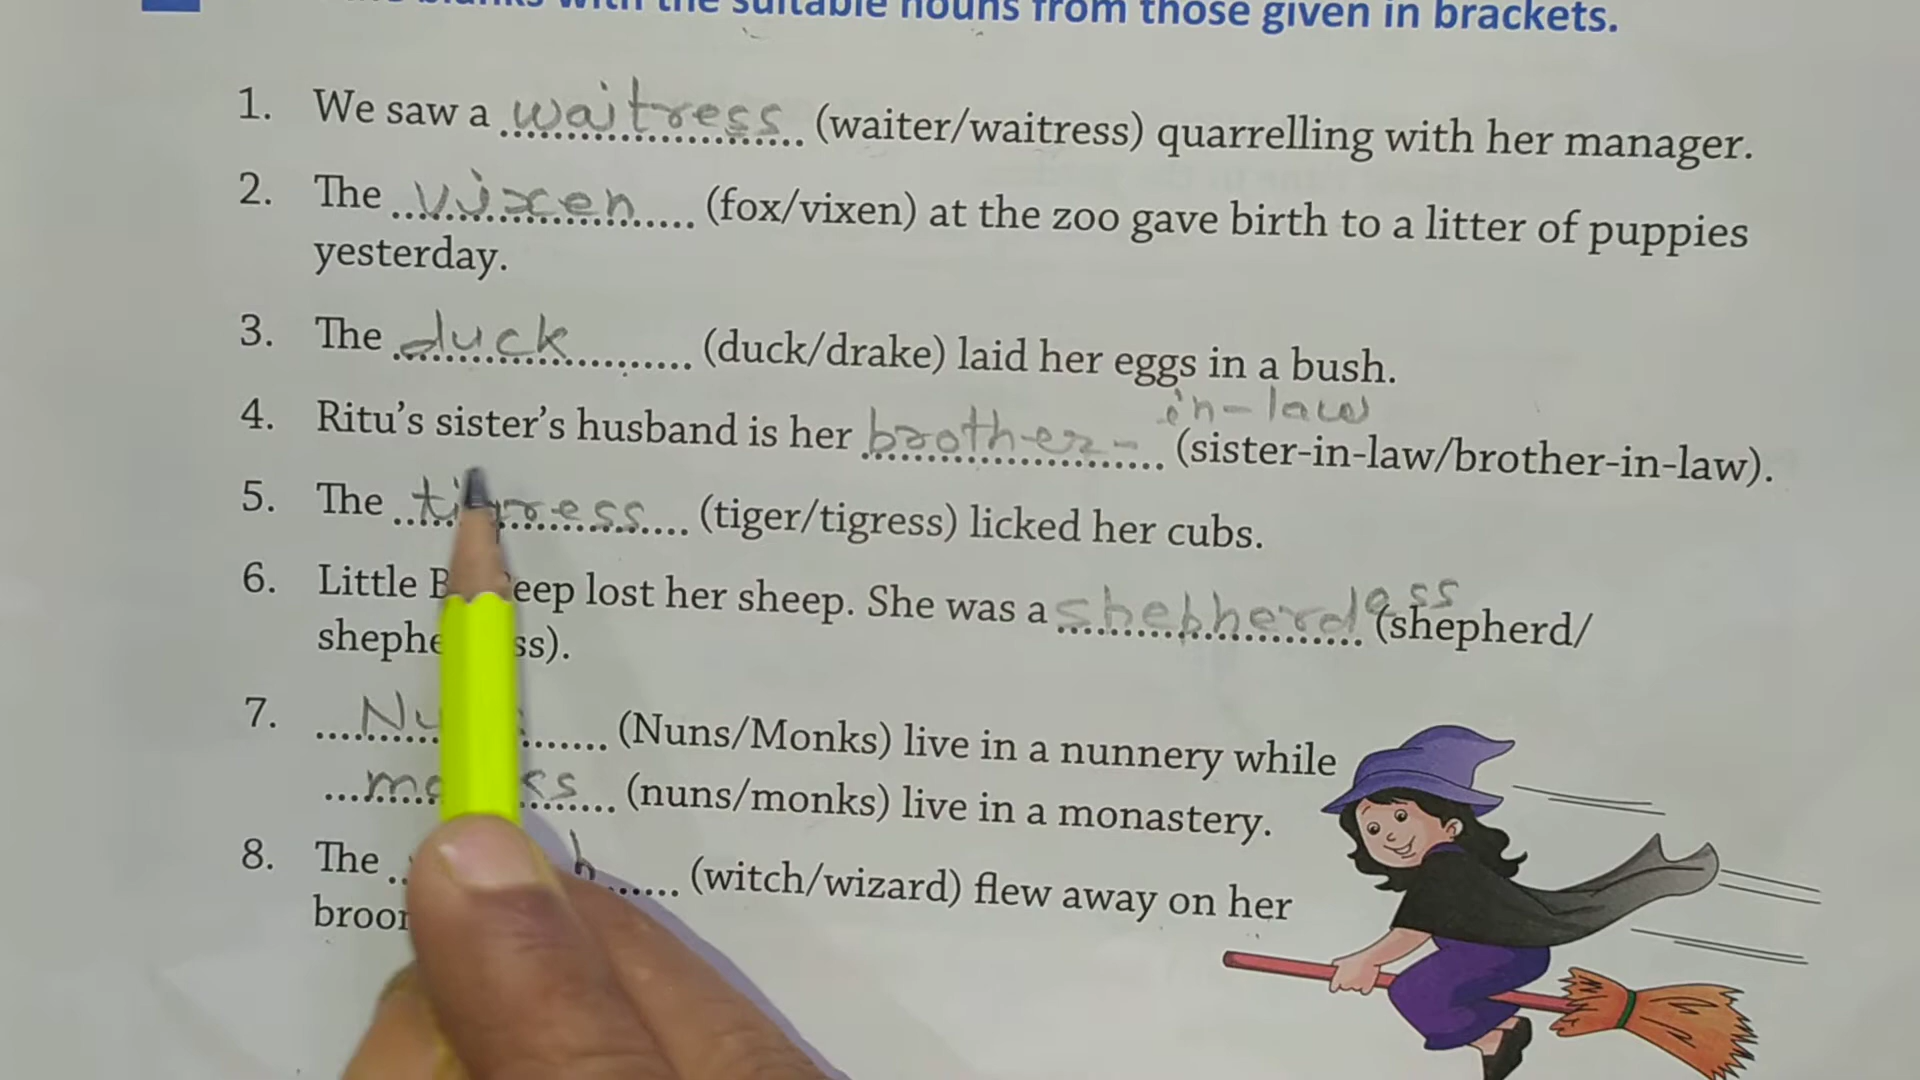 with the suitable nouns from those given in brackets.
1. We saw a waitress (waiter/waitress) quarrelling with her manager.
2. The vixen (fox/vixen) at the zoo gave birth to a litter of puppies
yesterday.
3. The duck (duck/drake) laid her eggs in a bush.
in-law
4. Ritu's sister's husband is her brother- (sister-in-law/brother-in-law).
5. The tigress (tiger/tigress) licked her cubs.
6. Little lost her sheep. She was a shepherdess (shepherd/
7. (Nuns/Monks) live in a nunnery while
(nuns/monks) live in a monastery.
8. The (witch/wizard) flew away on her